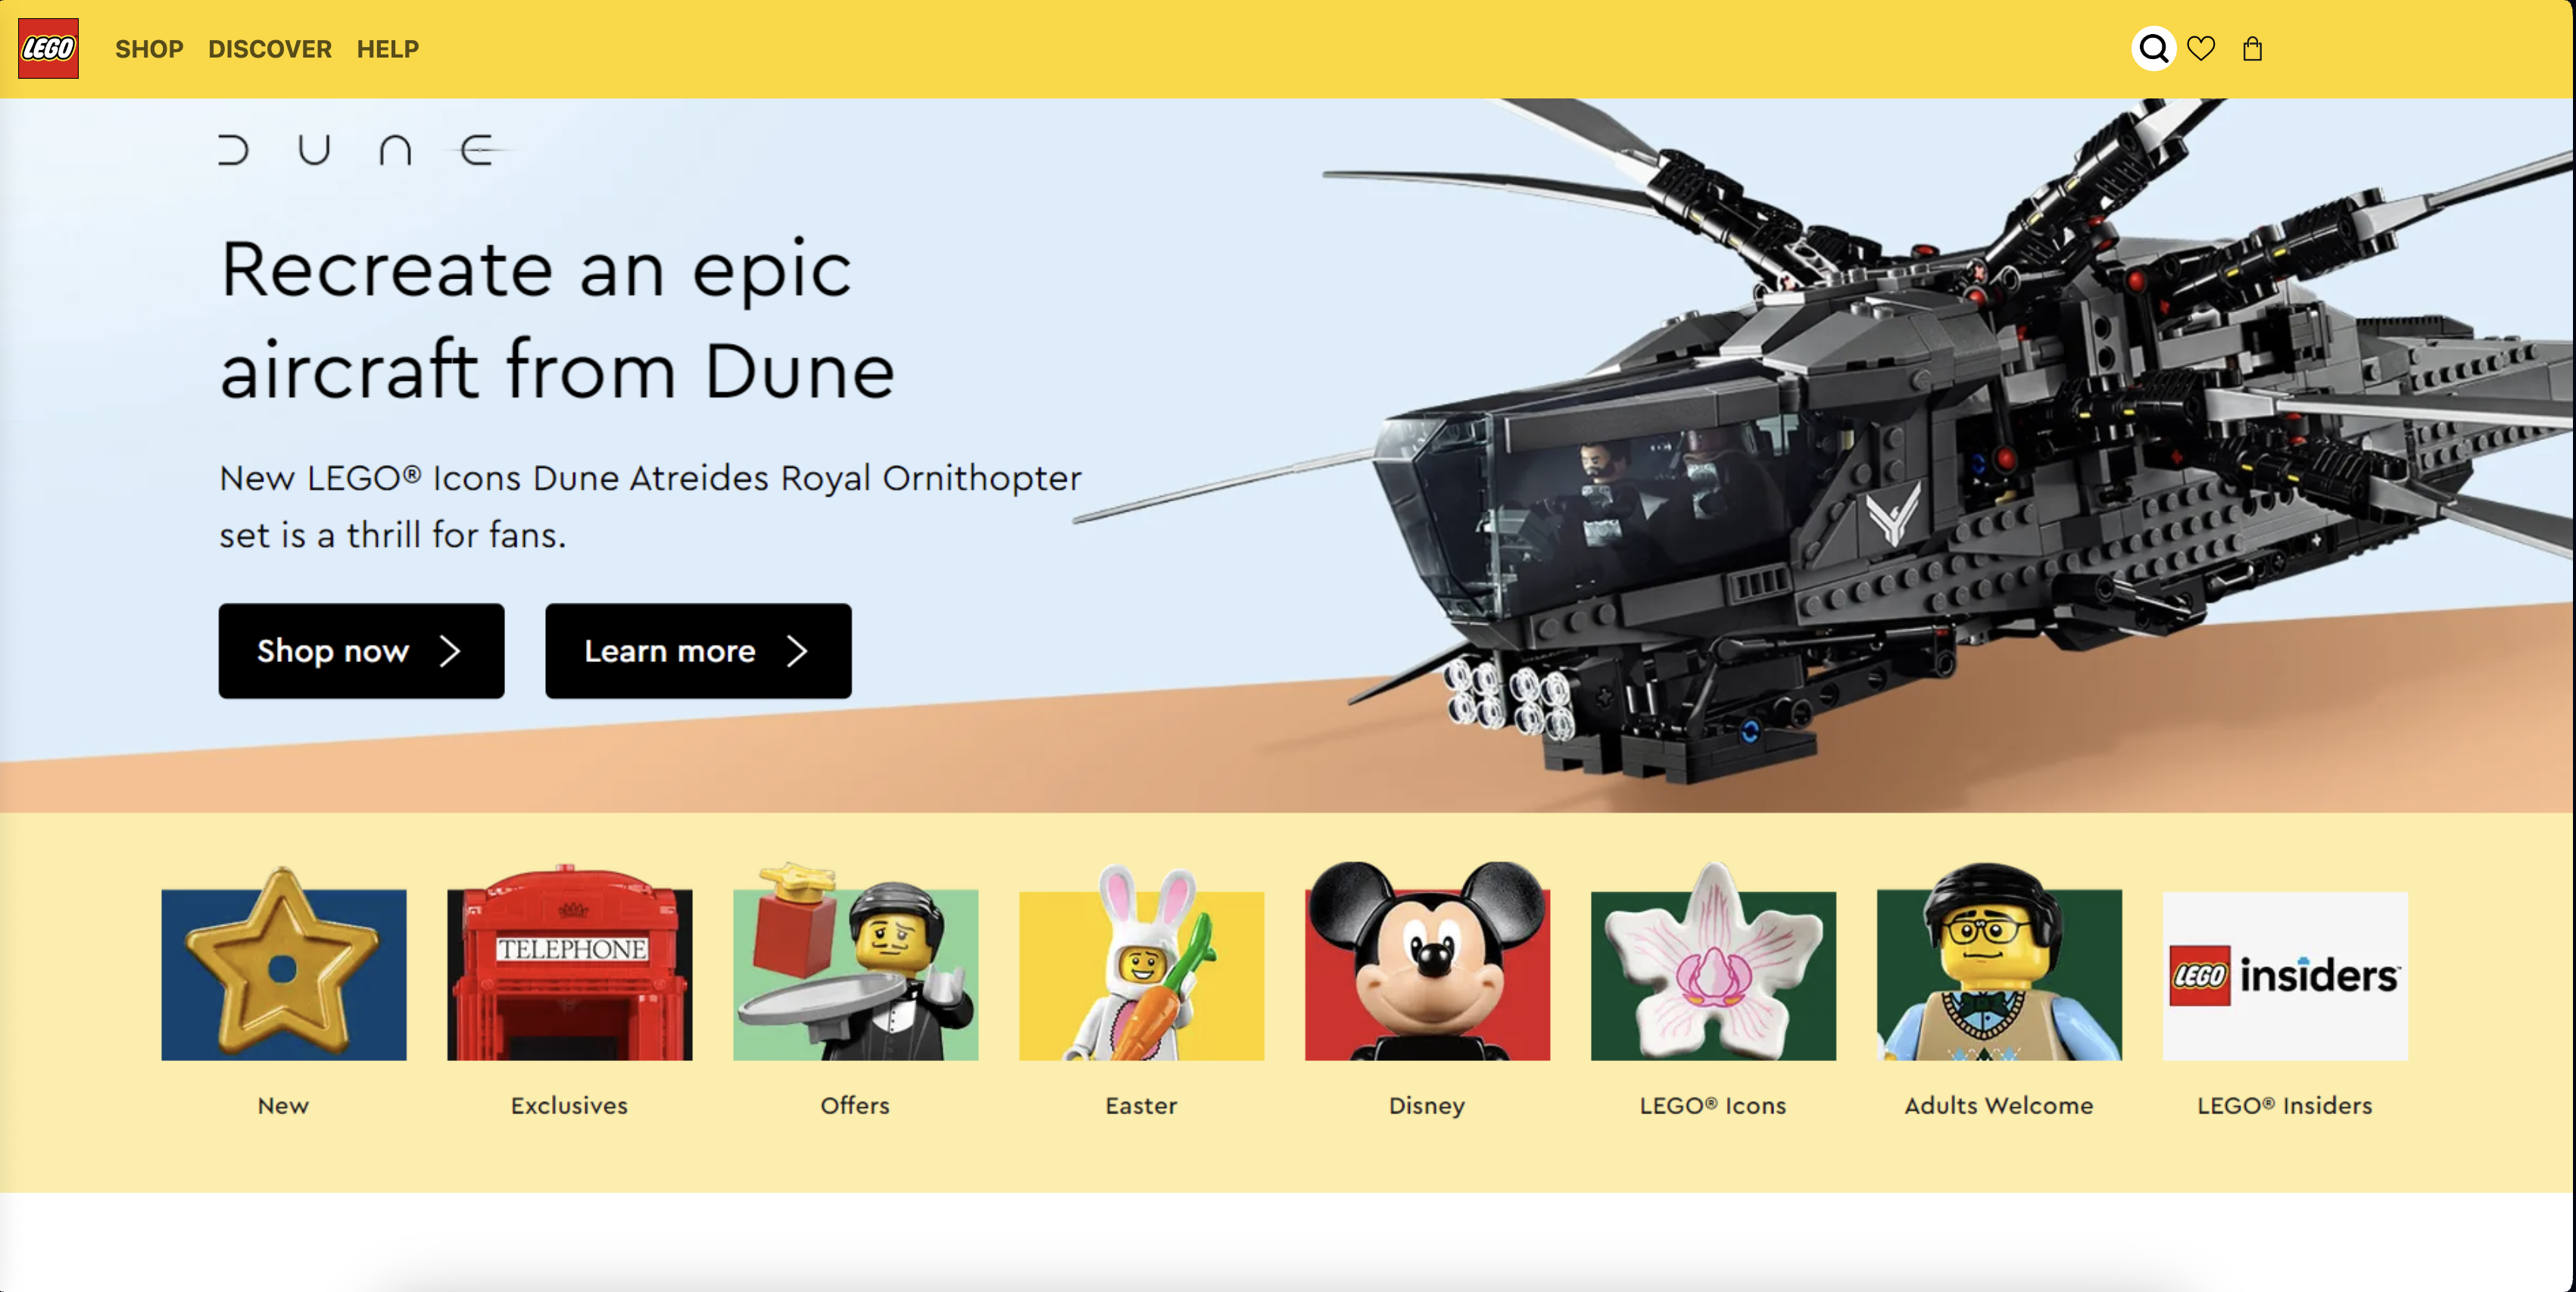 LEGO
SHOP DISCOVER HELP
DUNE
Recreate an epic
aircraft from Dune
New LEGO® Icons Dune Atreides Royal Ornithopter
set is a thrill for fans.
Shop now
Learn more
TELEPHONE
LEGO insiders™
New
Exclusives
Offers
Easter
Disney
LEGO® Icons
Adults Welcome
LEGO® Insiders